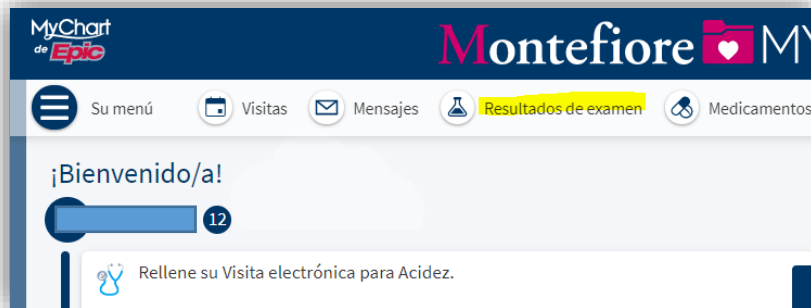 MyChart
de Epic
Montefiore MY
Su menú Visitas Mensajes Resultados de examen Medicamentos
¡Bienvenido/a!
12
Rellene su Visita electrónica para Acidez.